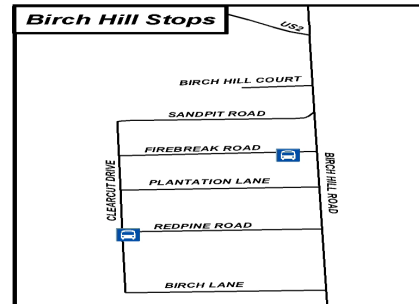 Birch Hill Stops
US2
BIRCH HILL COURT
SANDPIT ROAD
FIREBREAK ROAD
PLANTATION LANE
REDPINE ROAD
BIRCH LANE
CLEARCUT DRIVE
BIRCH HILL ROAD